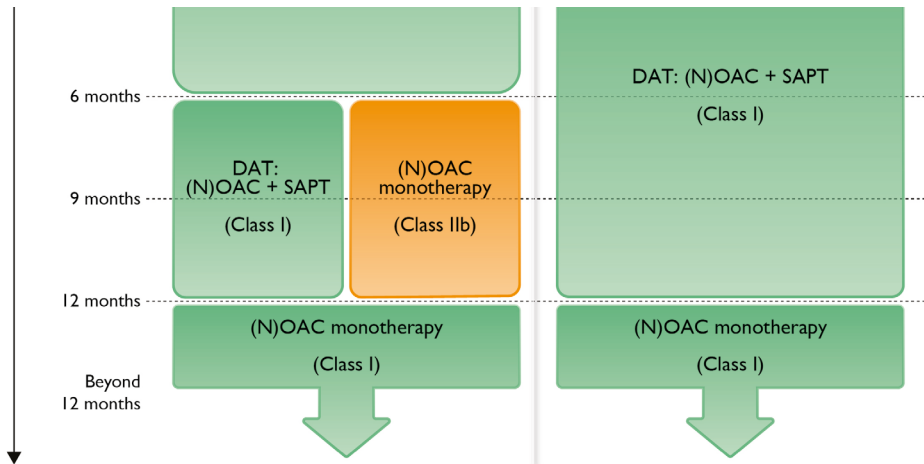 DAT: (N)OAC + SAPT
6 months
(Class I)
DAT:
(N)OAC + SAPT
(N)OAC
monotherapy
9 months
(Class I)
(Class IIb)
12 months
(N)OAC monotherapy
(N)OAC monotherapy
(Class I)
(Class I)
Beyond
12 months